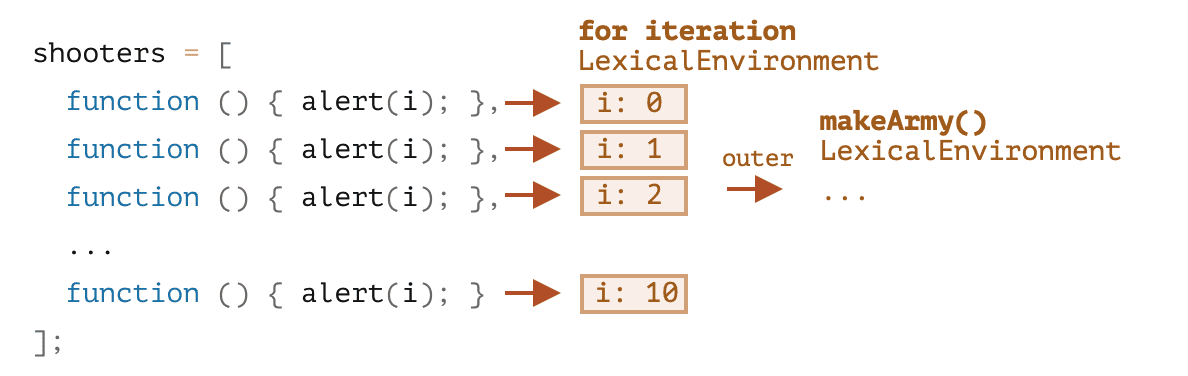 for iteration
shooters = [
LexicalEnvironment
function () { alert(i); }, i: 0
makeArmy()
function () { alert(i); }, i: 1
outer LexicalEnvironment
function () { alert(i); }, i: 2
...
...
function () { alert(i); } i: 10
];